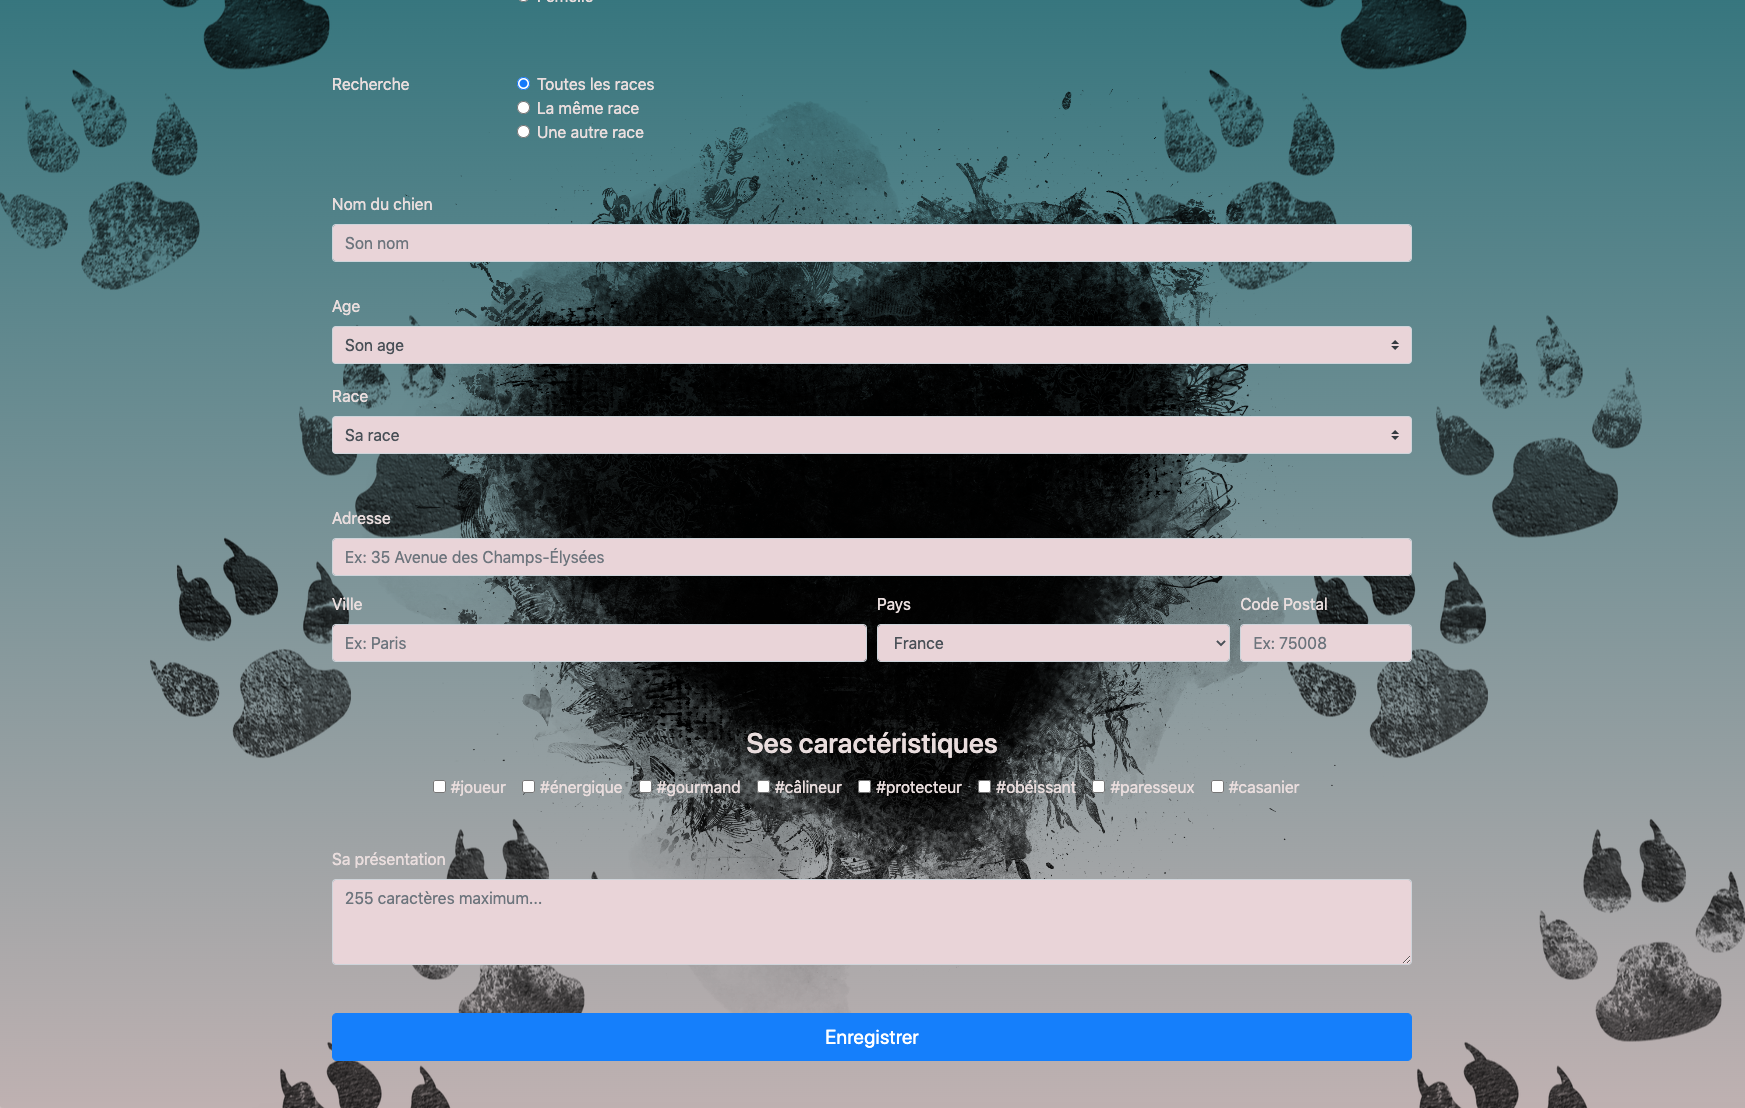 Recherche
Toutes les races
La même race
Une autre race
Nom du chien
Son nom
Age
Son age
Race
Sa race
Adresse
Ex: 35 Avenue des Champs-Élysées
Ville Pays Code Postal
Ex: Paris France Ex: 75008
Ses caractéristiques
#joueur #énergique #gourmand #câlineur #protecteur #obéissant #paresseux #casanier
Sa présentation
255 caractères maximum...
Enregistrer